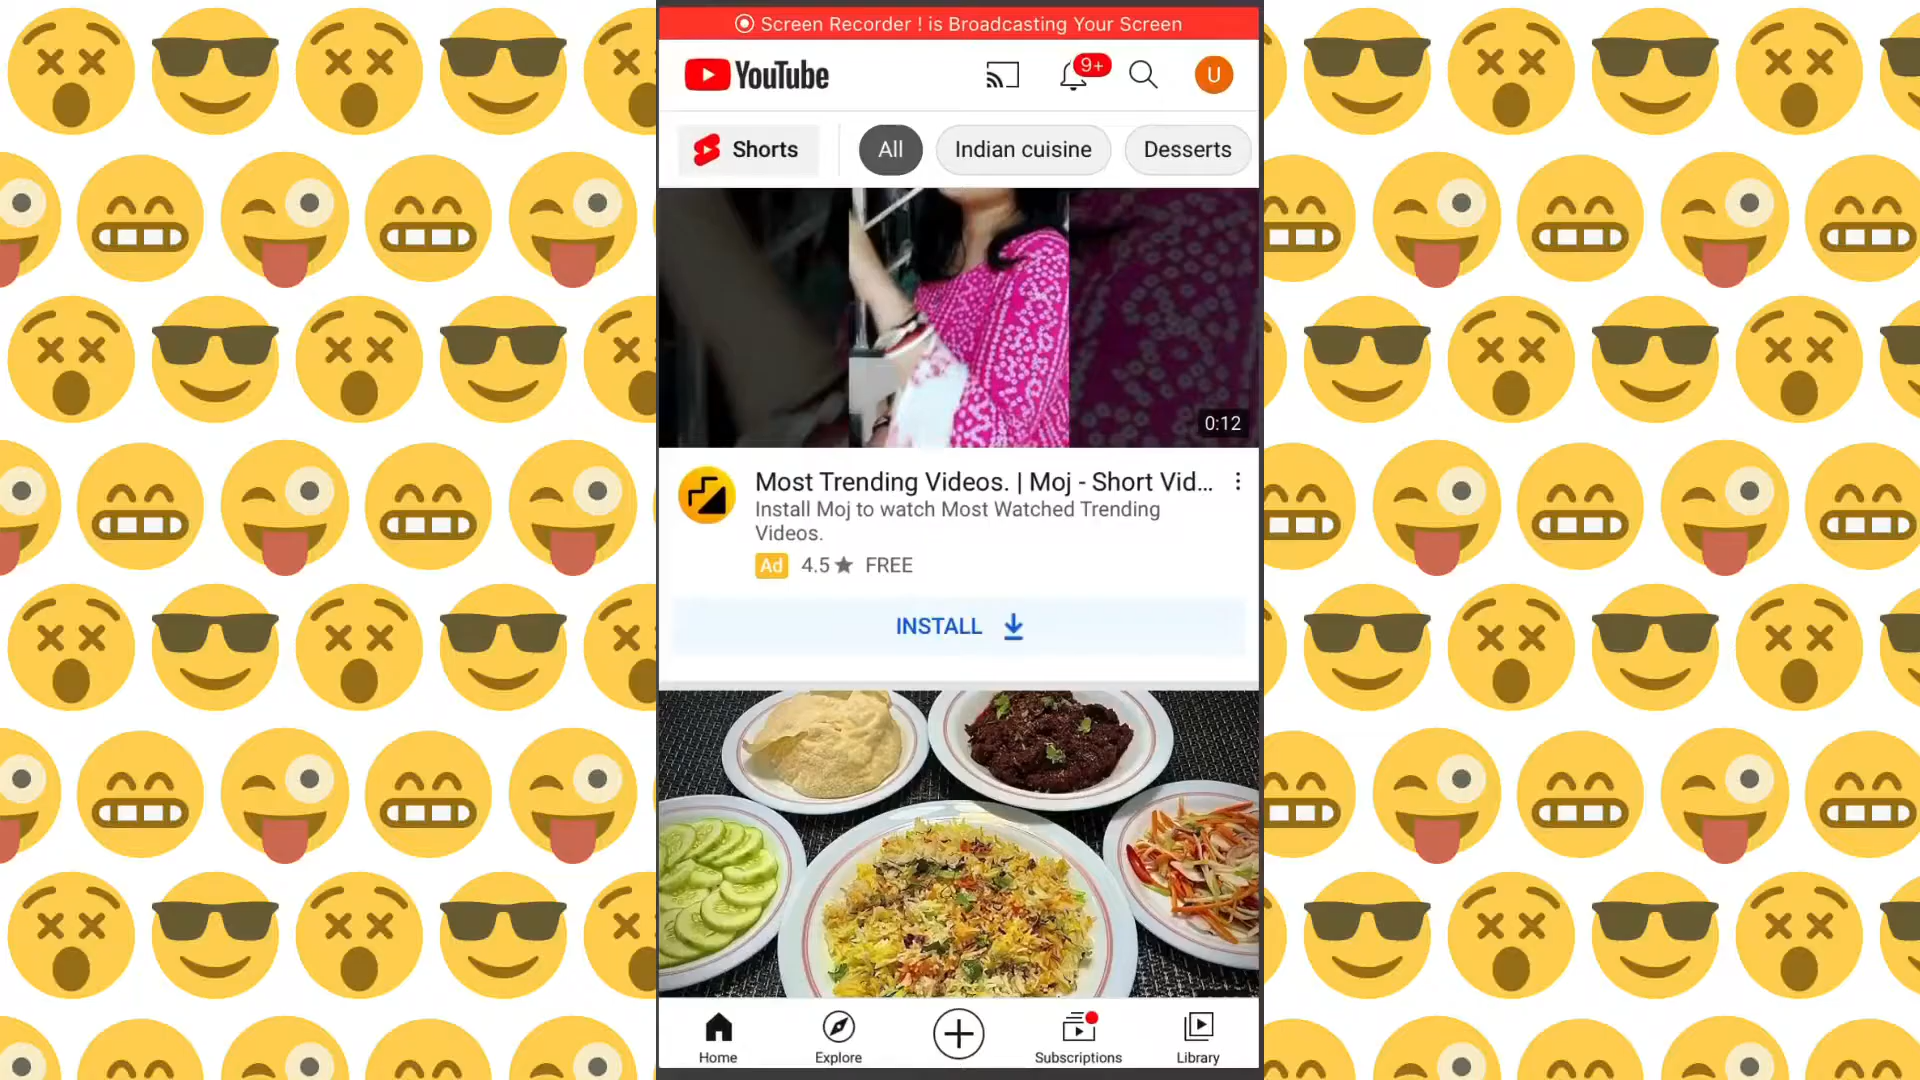 Screen Recorder ! is Broadcasting Your Screen
YouTube
9+
U
Shorts
All
Indian cuisine
Desserts
0:12
Most Trending Videos. | Moj - Short Vid...
Install Moj to watch Most Watched Trending
Videos.
Ad 4.5★ FREE
INSTALL
Home
Explore
Subscriptions
Library